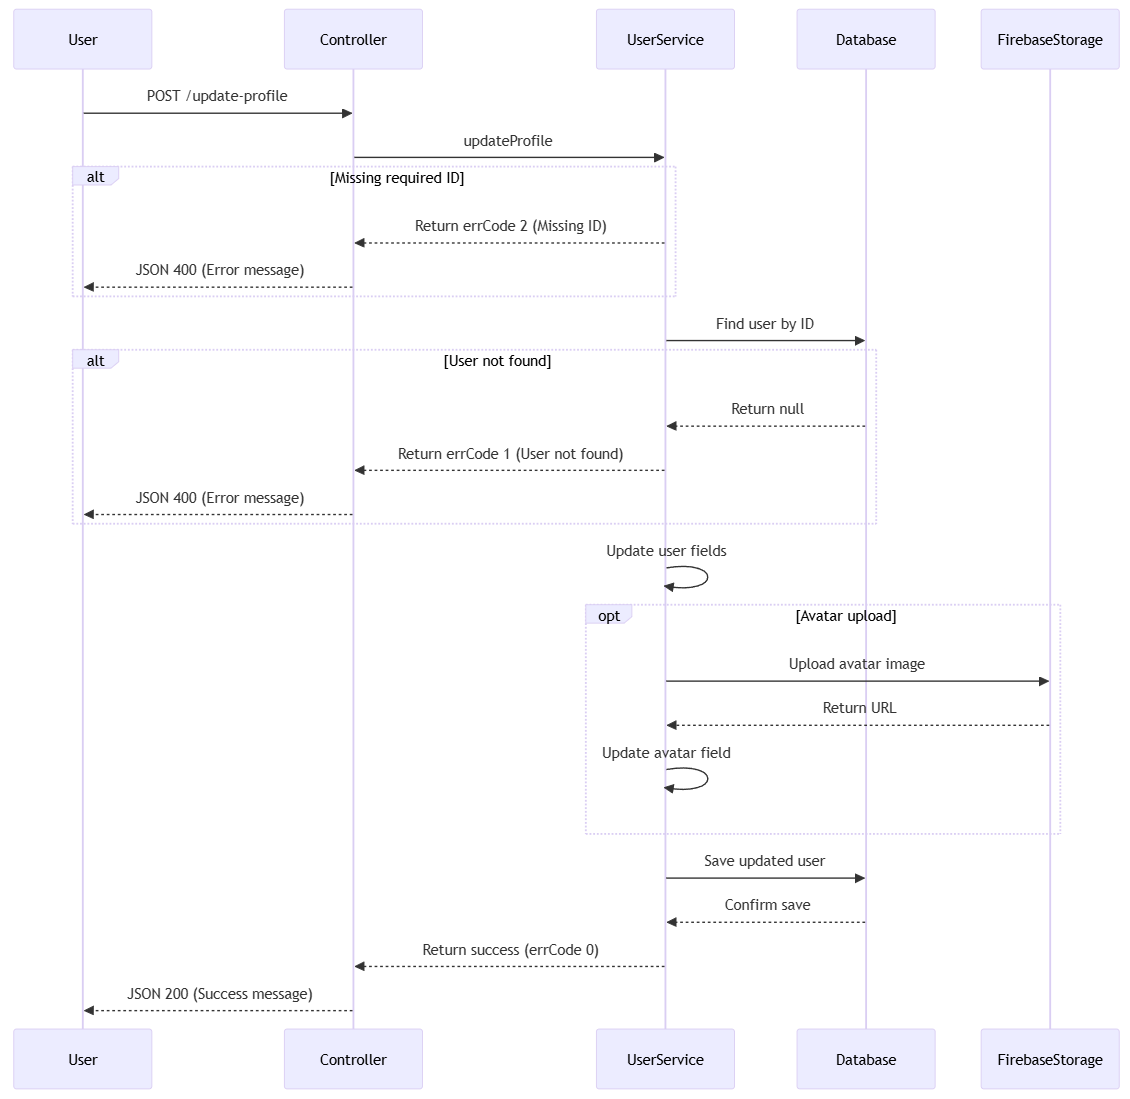 User
Controller
UserService
Database
FirebaseStorage
POST /update-profile
updateProfile
alt
[Missing required ID]
Return errCode 2 (Missing ID)
JSON 400 (Error message)
Find user by ID
alt
[User not found]
Return null
Return errCode 1 (User not found)
JSON 400 (Error message)
Update user fields
opt
[Avatar upload]
Upload avatar image
Return URL
Update avatar field
Save updated user
Confirm save
Return success (errCode 0)
JSON 200 (Success message)
User
Controller
UserService
Database
FirebaseStorage